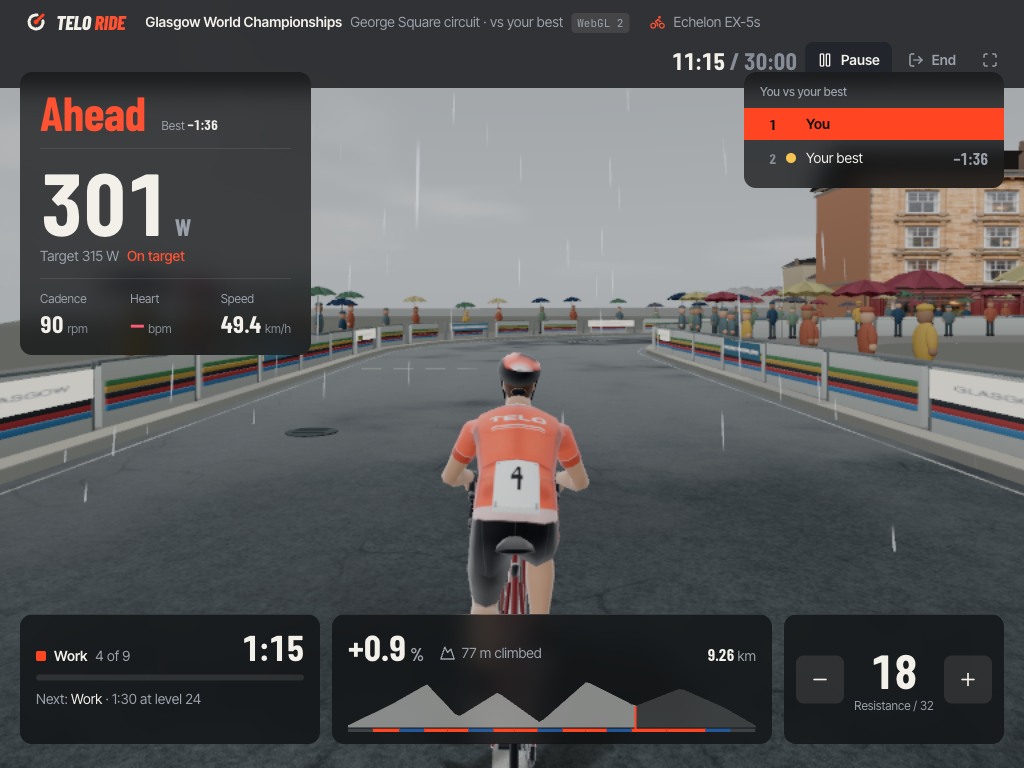 TELO RIDE Glasgow World Championships George Square circuit · vs your best WebGL 2 Echelon EX-5s
11:15 / 30:00 Pause End
Ahead Best −1:36
301 W
Target 315 W On target
Cadence Heart Speed
90 rpm – bpm 49.4 km/h
You vs your best
1 You
2 Your best −1:36
GLASGOW
TELO
4
Work 4 of 9 1:15
Next: Work · 1:30 at level 24
+0.9 % 77 m climbed 9.26 km
− 18 +
Resistance / 32